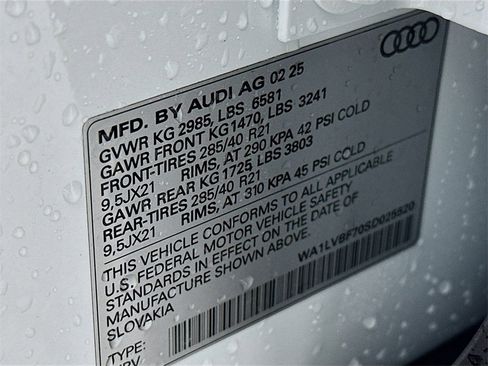 MFD. BY AUDI AG 02 25
GVWR KG 2985, LBS 6581
GAWR FRONT KG1470, LBS 3241
FRONT-TIRES 285/40 R21
9,5JX21 RIMS, AT 290 KPA 42 PSI COLD
GAWR REAR KG 1725 LBS 3803
REAR-TIRES 285/40 R21
9,5JX21 RIMS, AT 310 KPA 45 PSI COLD
THIS VEHICLE CONFORMS TO ALL APPLICABLE
U.S. FEDERAL MOTOR VEHICLE SAFETY
STANDARDS IN EFFECT ON THE DATE OF
MANUFACTURE SHOWN ABOVE.
SLOVAKIA
WA1LVBF70SD025520
TYPE: